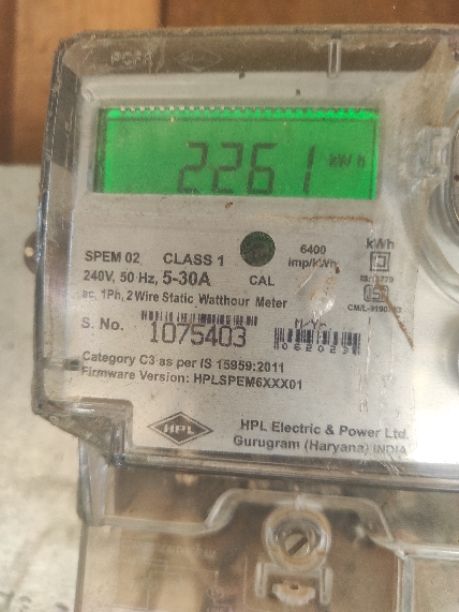 2261 kWh
SPEM 02 CLASS 1 6400 kWh
240V, 50 Hz, 5-30A CAL imp/kWh
ac, 1Ph, 2Wire Static Watthour Meter
S. No. 1075403 M/Yr
Category C3 as per IS 15959:2011
Firmware Version: HPLSPEM6XXX01
HPL HPL Electric & Power Ltd.
Gurugram (Haryana) INDIA